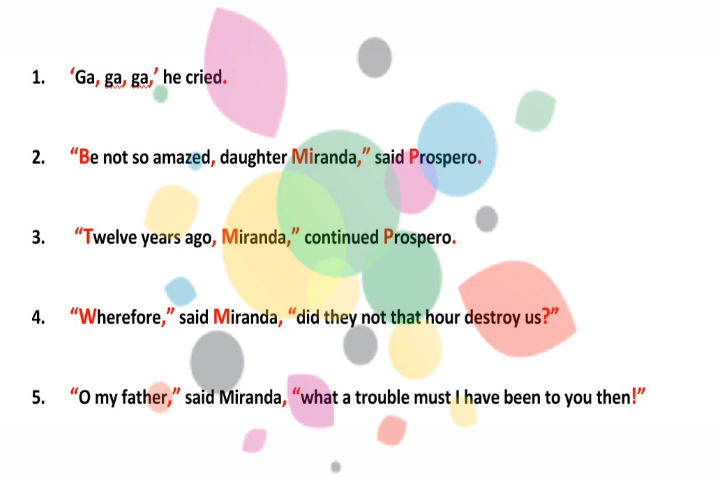 1. ‘Ga, ga, ga,’ he cried.
2. “Be not so amazed, daughter Miranda,” said Prospero.
3. “Twelve years ago, Miranda,” continued Prospero.
4. “Wherefore,” said Miranda, “did they not that hour destroy us?”
5. “O my father,” said Miranda, “what a trouble must I have been to you then!”